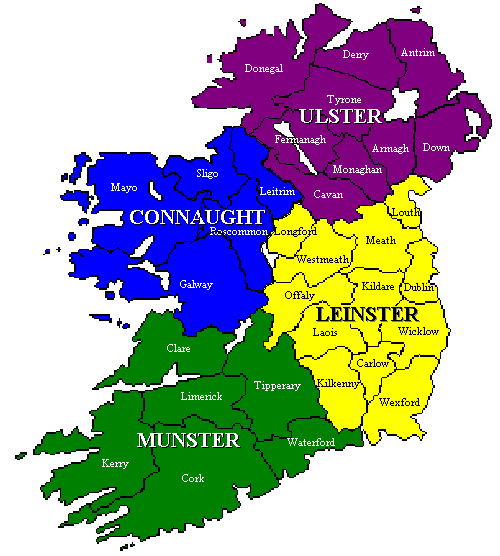 Donegal
Derry
Antrim
Tyrone
ULSTER
Fermanagh
Armagh
Down
Monaghan
Cavan
Sligo
Mayo
Leitrim
CONNAUGHT
Roscommon
Galway
Louth
Longford
Meath
Westmeath
Offaly
Kildare
Dublin
LEINSTER
Laois
Wicklow
Carlow
Kilkenny
Wexford
Clare
Tipperary
Limerick
MUNSTER
Waterford
Kerry
Cork